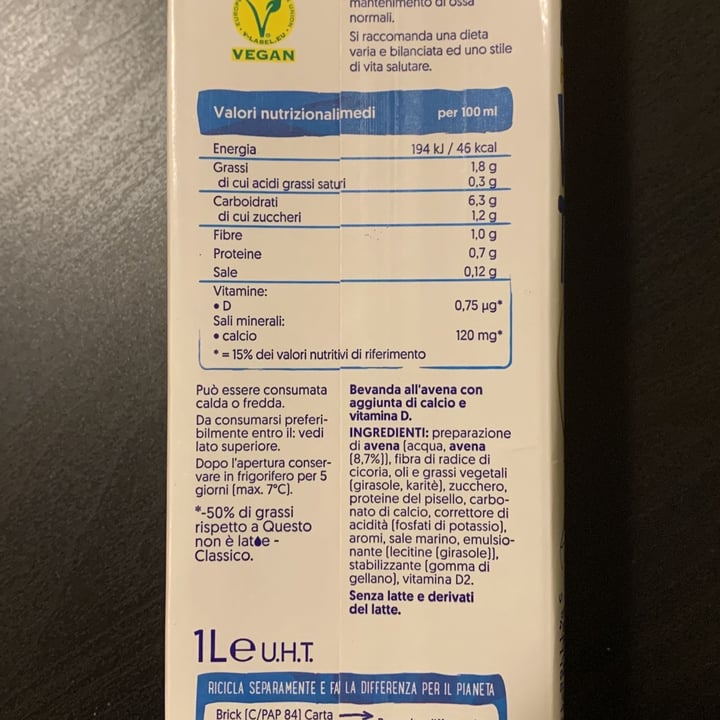 V-LABEL.EU
VEGAN
mantenimento di ossa
normali.
Si raccomanda una dieta
varia e bilanciata ed uno stile
di vita salutare.
Valori nutrizionali medi per 100 ml
Energia 194 kJ / 46 kcal
Grassi 1,8 g
di cui acidi grassi saturi 0,3 g
Carboidrati 6,3 g
di cui zuccheri 1,2 g
Fibre 1,0 g
Proteine 0,7 g
Sale 0,12 g
Vitamine:
• D 0,75 µg*
Sali minerali:
• calcio 120 mg*
* = 15% dei valori nutritivi di riferimento
Può essere consumata
calda o fredda.
Da consumarsi preferi-
bilmente entro il: vedi
lato superiore.
Dopo l'apertura conser-
vare in frigorifero per 5
giorni (max. 7°C).
*-50% di grassi
rispetto a Questo
non è latte -
Classico.
Bevanda all'avena con
aggiunta di calcio e
vitamina D.
INGREDIENTI: preparazione
di avena (acqua, avena
(8,7%)), fibra di radice di
cicoria, oli e grassi vegetali
(girasole, karitè), zucchero,
proteine del pisello, carbo-
nato di calcio, correttore di
acidità (fosfati di potassio),
aromi, sale marino, emulsio-
nante (lecitine (girasole)),
stabilizzante (gomma di
gellano), vitamina D2.
Senza latte e derivati
del latte.
1L e U.H.T.
RICICLA SEPARAMENTE E FA LA DIFFERENZA PER IL PIANETA
Brick (C/PAP 84) Carta